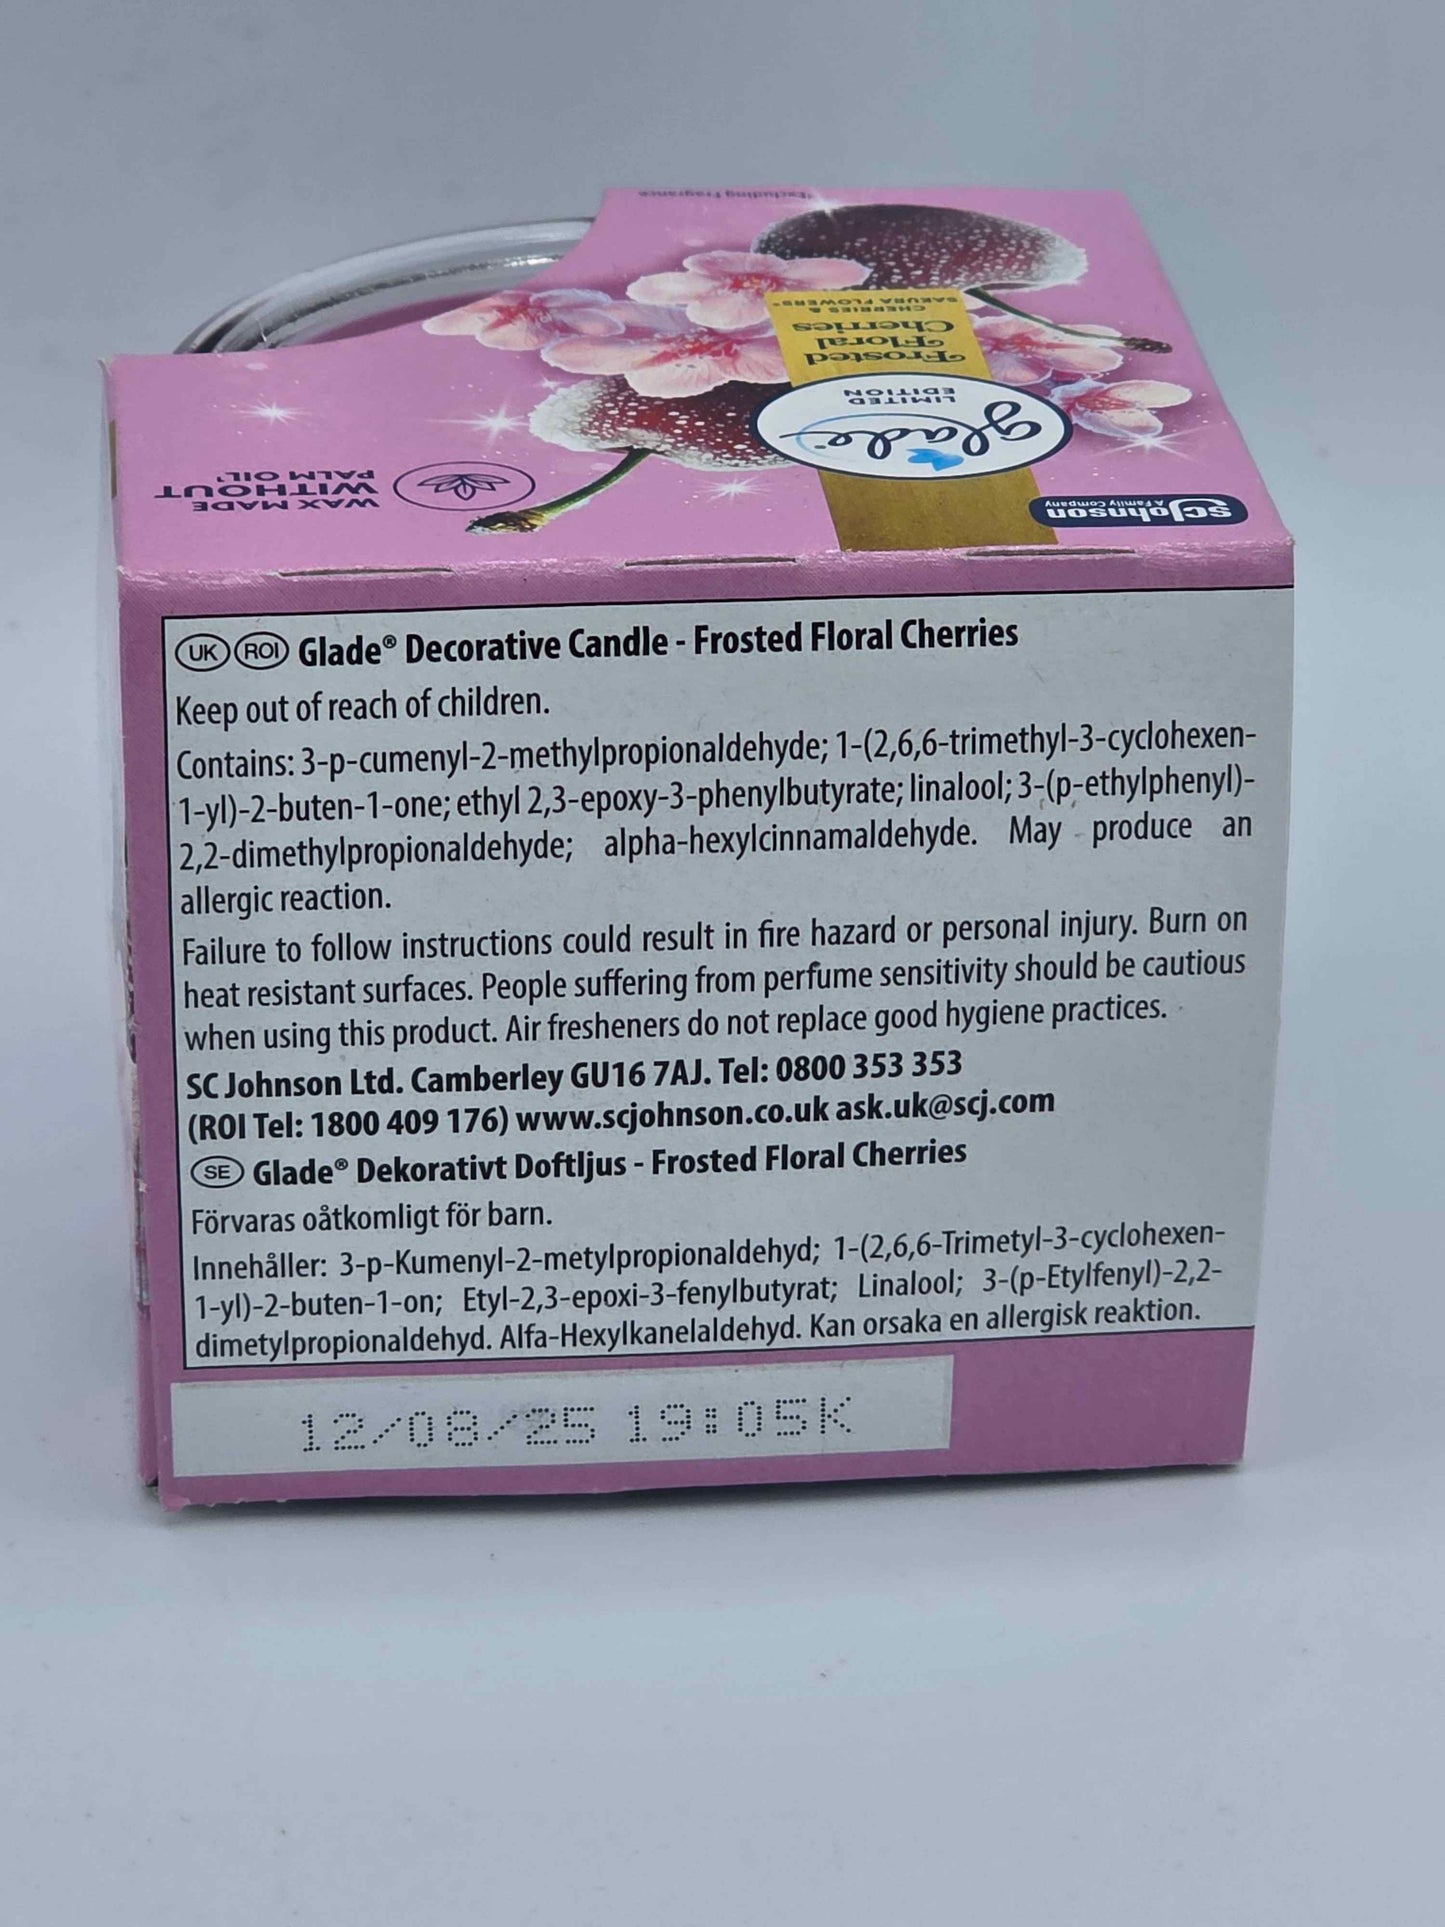 *Excluding Fragrance
CHERRIES &
SAKURA FLOWERS*
Frosted
Floral
Cherries
LIMITED
EDITION
glade®
WAX MADE
WITHOUT
PALM OIL¹
SC Johnson
A Family Company
UK ROI Glade® Decorative Candle - Frosted Floral Cherries
Keep out of reach of children.
Contains: 3-p-cumenyl-2-methylpropionaldehyde; 1-(2,6,6-trimethyl-3-cyclohexen-
1-yl)-2-buten-1-one; ethyl 2,3-epoxy-3-phenylbutyrate; linalool; 3-(p-ethylphenyl)-
2,2-dimethylpropionaldehyde; alpha-hexylcinnamaldehyde. May produce an
allergic reaction.
Failure to follow instructions could result in fire hazard or personal injury. Burn on
heat resistant surfaces. People suffering from perfume sensitivity should be cautious
when using this product. Air fresheners do not replace good hygiene practices.
SC Johnson Ltd. Camberley GU16 7AJ. Tel: 0800 353 353
(ROI Tel: 1800 409 176) www.scjohnson.co.uk ask.uk@scj.com
SE Glade® Dekorativt Doftljus - Frosted Floral Cherries
Förvaras oåtkomligt för barn.
Innehåller: 3-p-Kumenyl-2-metylpropionaldehyd; 1-(2,6,6-Trimetyl-3-cyclohexen-
1-yl)-2-buten-1-on; Etyl-2,3-epoxi-3-fenylbutyrat; Linalool; 3-(p-Etylfenyl)-2,2-
dimetylpropionaldehyd. Alfa-Hexylkanelaldehyd. Kan orsaka en allergisk reaktion.
12/08/25 19:05K